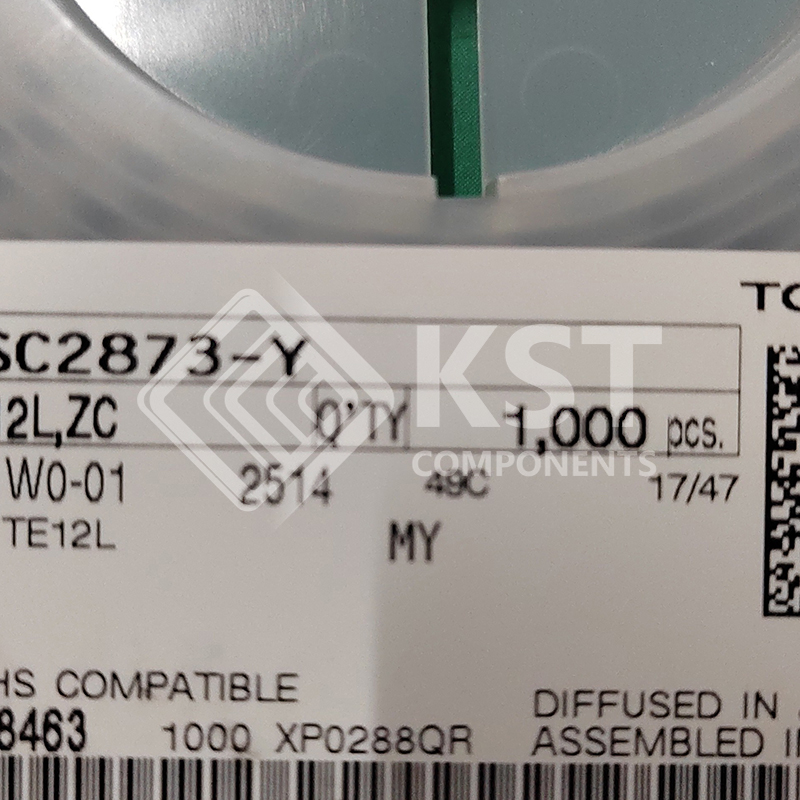 TO
SC2873-Y
12L,ZC Q'TY 1,000 pcs.
W0-01 2514 49C 17/47
TE12L MY
KST
COMPONENTS
HS COMPATIBLE
DIFFUSED IN
8463 1000 XP0288QR ASSEMBLED I